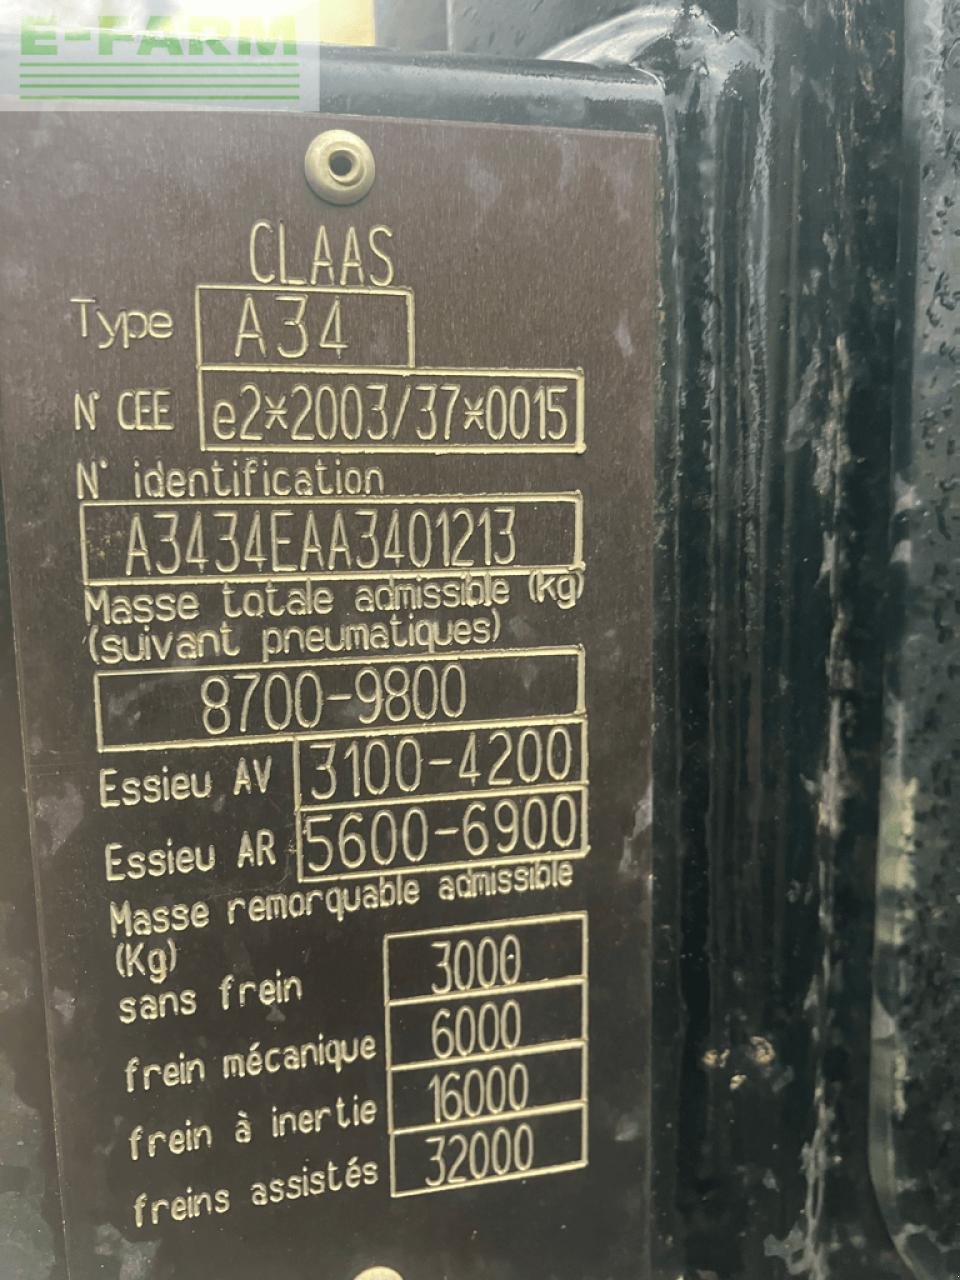 E-FARM
CLAAS
Type A34
N° CEE e2*2003/37*0015
N° identification
A3434EAA3401213
Masse totale admissible (Kg)
(suivant pneumatiques)
8700-9800
Essieu AV 3100-4200
Essieu AR 5600-6900
Masse remorquable admissible
(Kg)
sans frein 3000
frein mécanique 6000
frein à inertie 16000
freins assistés 32000